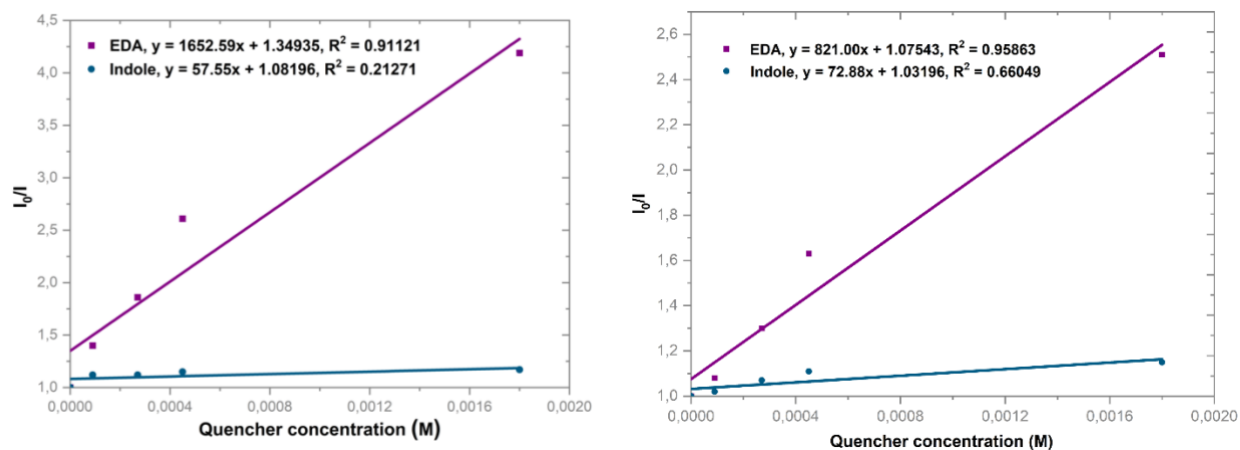 4,5
EDA, y = 1652.59x + 1.34935, R² = 0.91121
Indole, y = 57.55x + 1.08196, R² = 0.21271
4,0
3,5
3,0
2,5
2,0
1,5
1,0
I₀/I
0,0000 0,0004 0,0008 0,0012 0,0016 0,0020
Quencher concentration (M)
2,6
EDA, y = 821.00x + 1.07543, R² = 0.95863
Indole, y = 72.88x + 1.03196, R² = 0.66049
2,4
2,2
2,0
1,8
1,6
1,4
1,2
1,0
I₀/I
0,0000 0,0004 0,0008 0,0012 0,0016 0,0020
Quencher concentration (M)